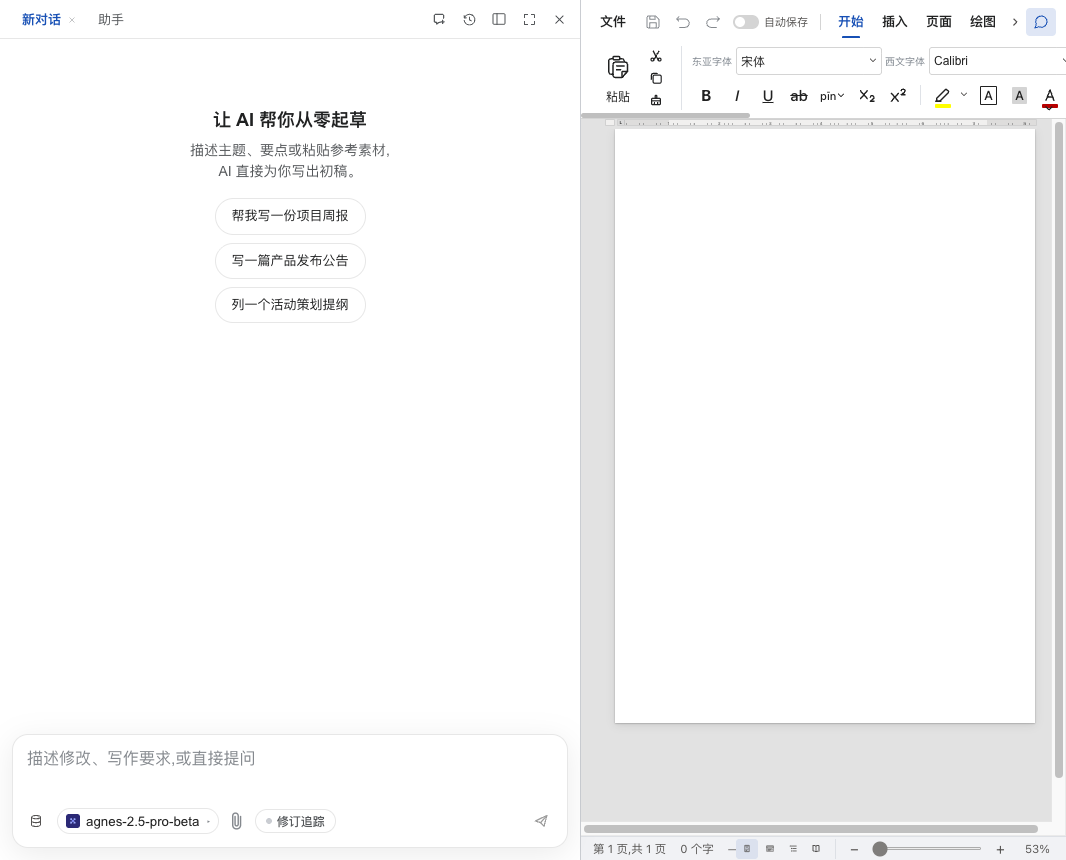 新对话
助手
让 AI 帮你从零起草
描述主题、要点或粘贴参考素材,
AI 直接为你写出初稿。
帮我写一份项目周报
写一篇产品发布公告
列一个活动策划提纲
描述修改、写作要求,或直接提问
agnes-2.5-pro-beta
修订追踪
文件 自动保存 开始 插入 页面 绘图
粘贴
东亚字体 宋体 西文字体 Calibri
B I U ab pīn X₂ X² A A A
第 1 页,共 1 页 0 个字 53%